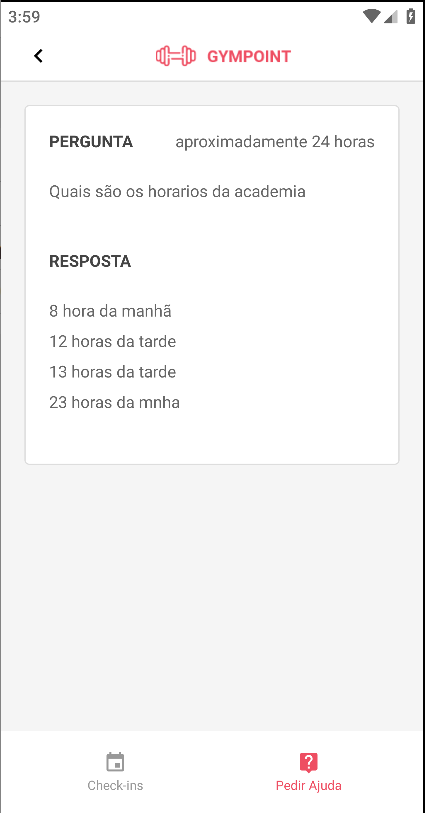 3:59
GYMPOINT
PERGUNTA aproximadamente 24 horas
Quais são os horarios da academia
RESPOSTA
8 hora da manhã
12 horas da tarde
13 horas da tarde
23 horas da mnha
Check-ins Pedir Ajuda